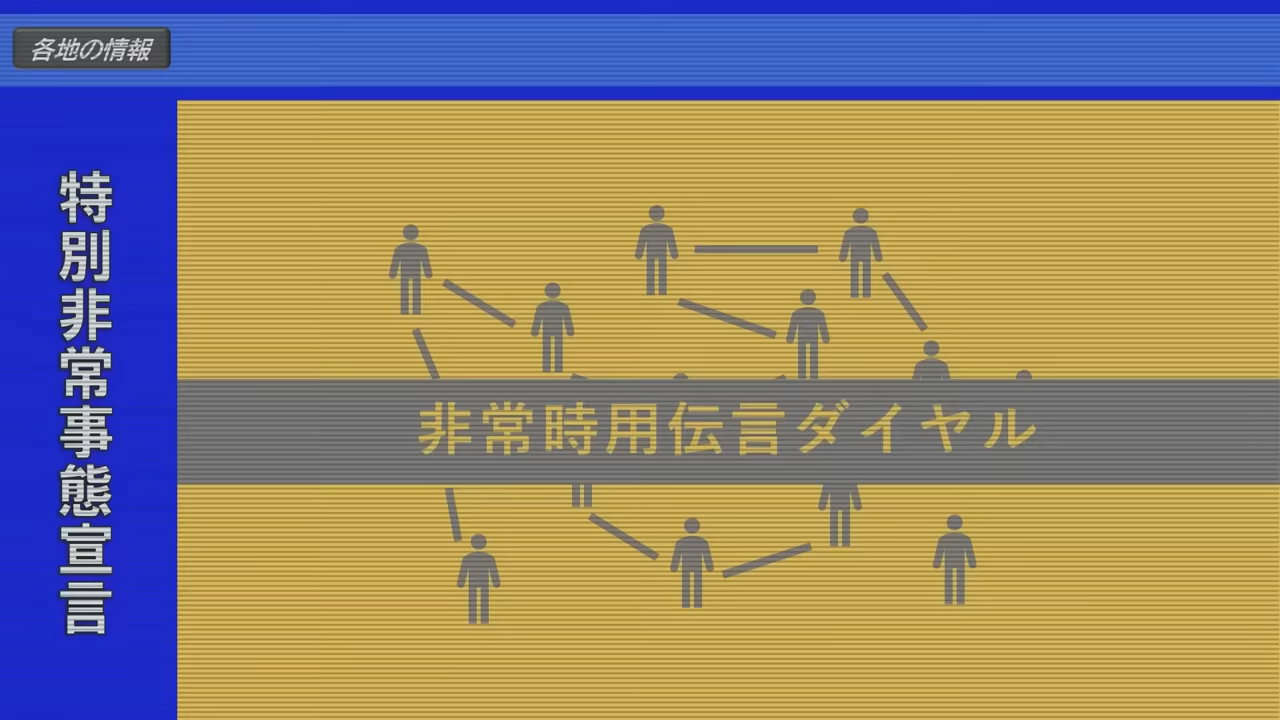 各地の情報
特別非常事態宣言
非常時用伝言ダイヤル